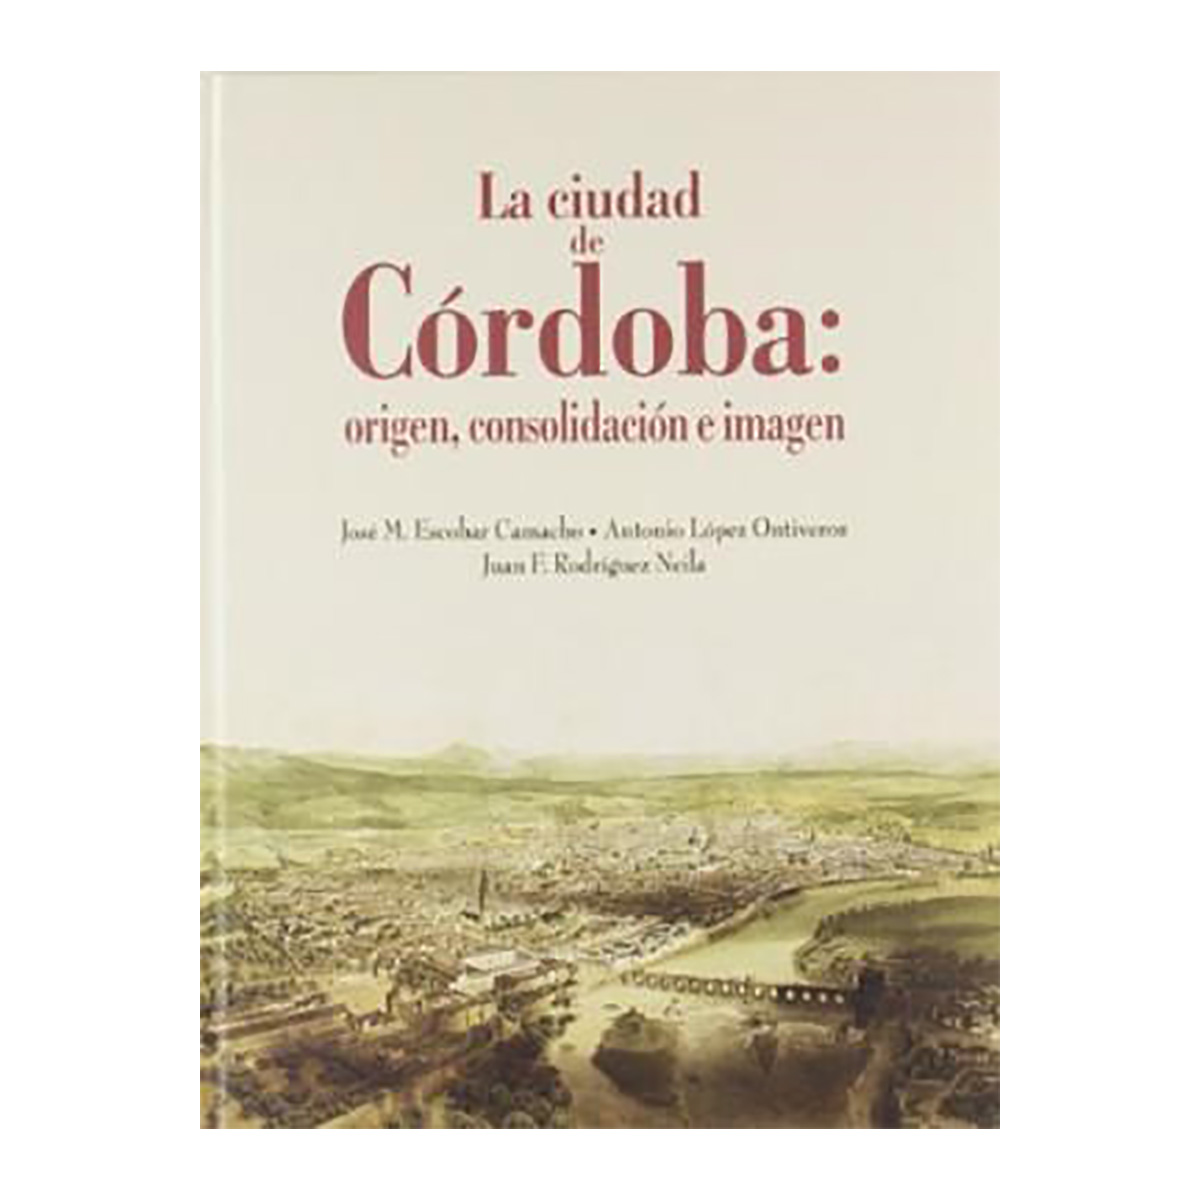 La ciudad
de
Córdoba:
origen, consolidación e imagen
José M. Escobar Camacho • Antonio López Ontiveros
Juan F. Rodríguez Neila